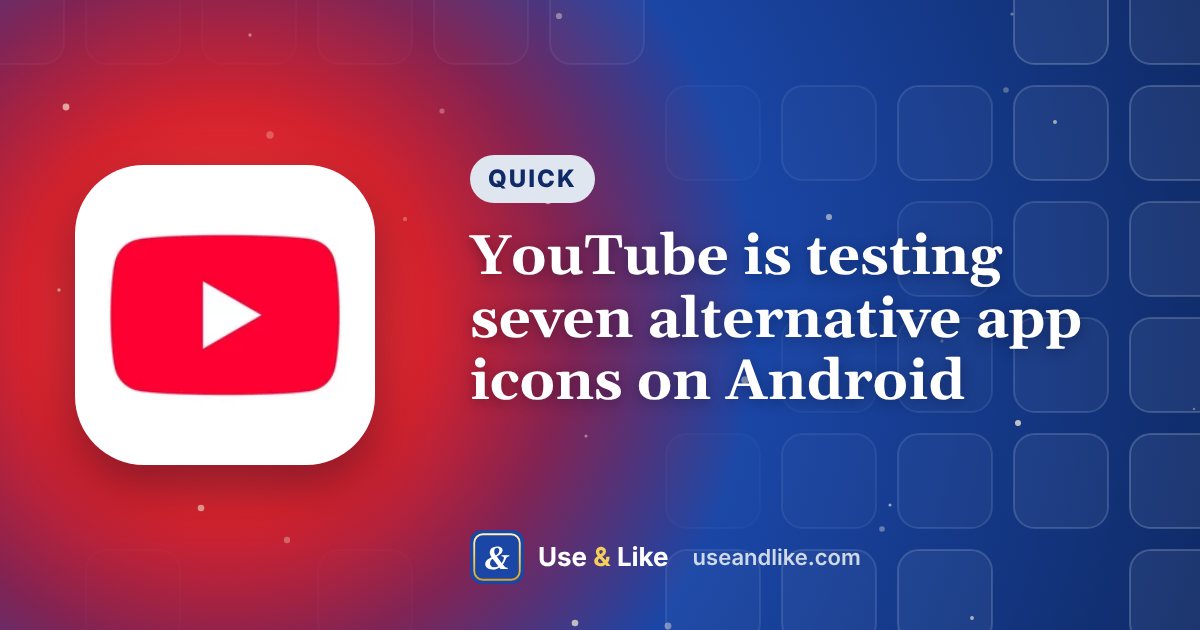 QUICK
YouTube is testing
seven alternative app
icons on Android
& Use & Like useandlike.com